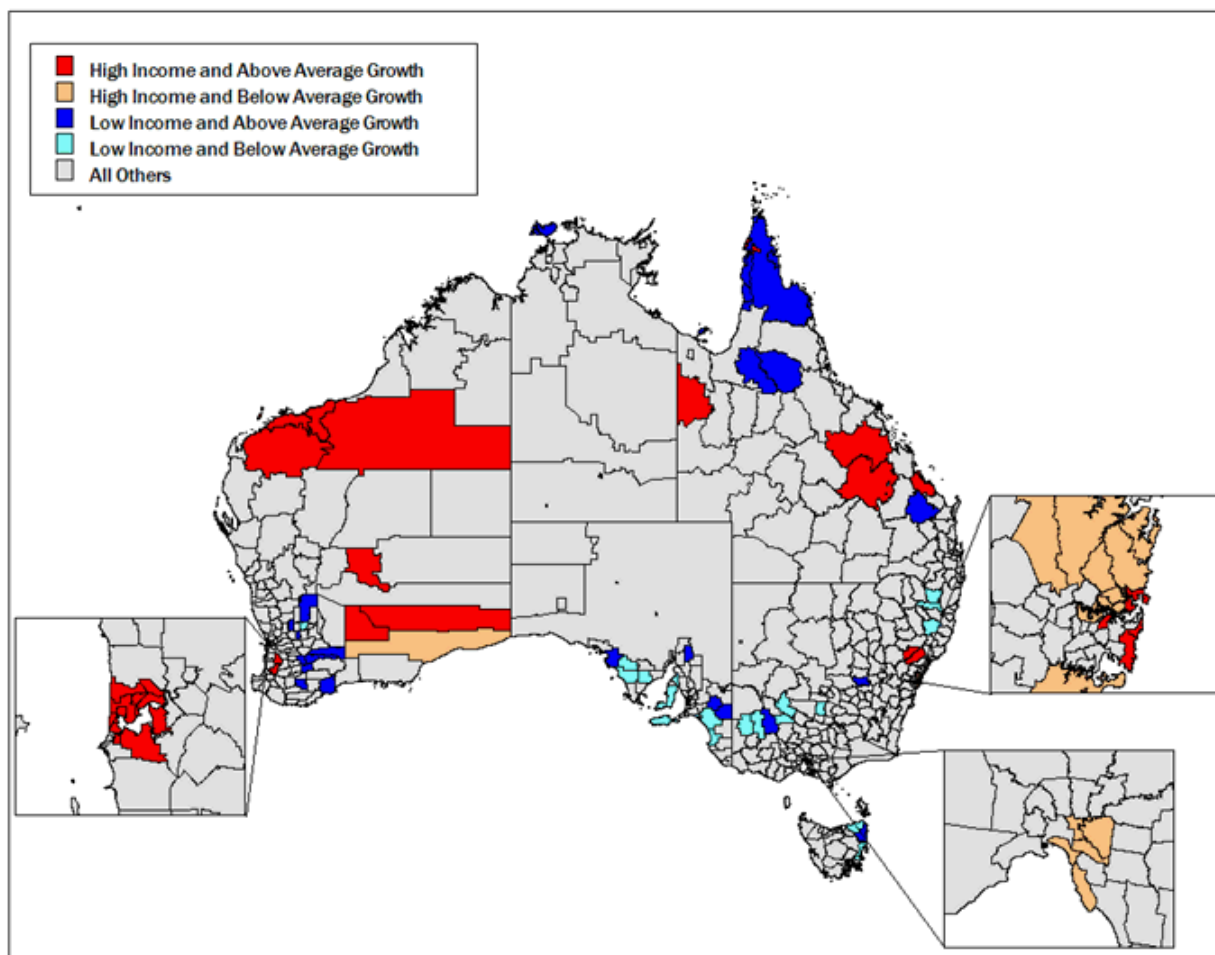 High Income and Above Average Growth
High Income and Below Average Growth
Low Income and Above Average Growth
Low Income and Below Average Growth
All Others